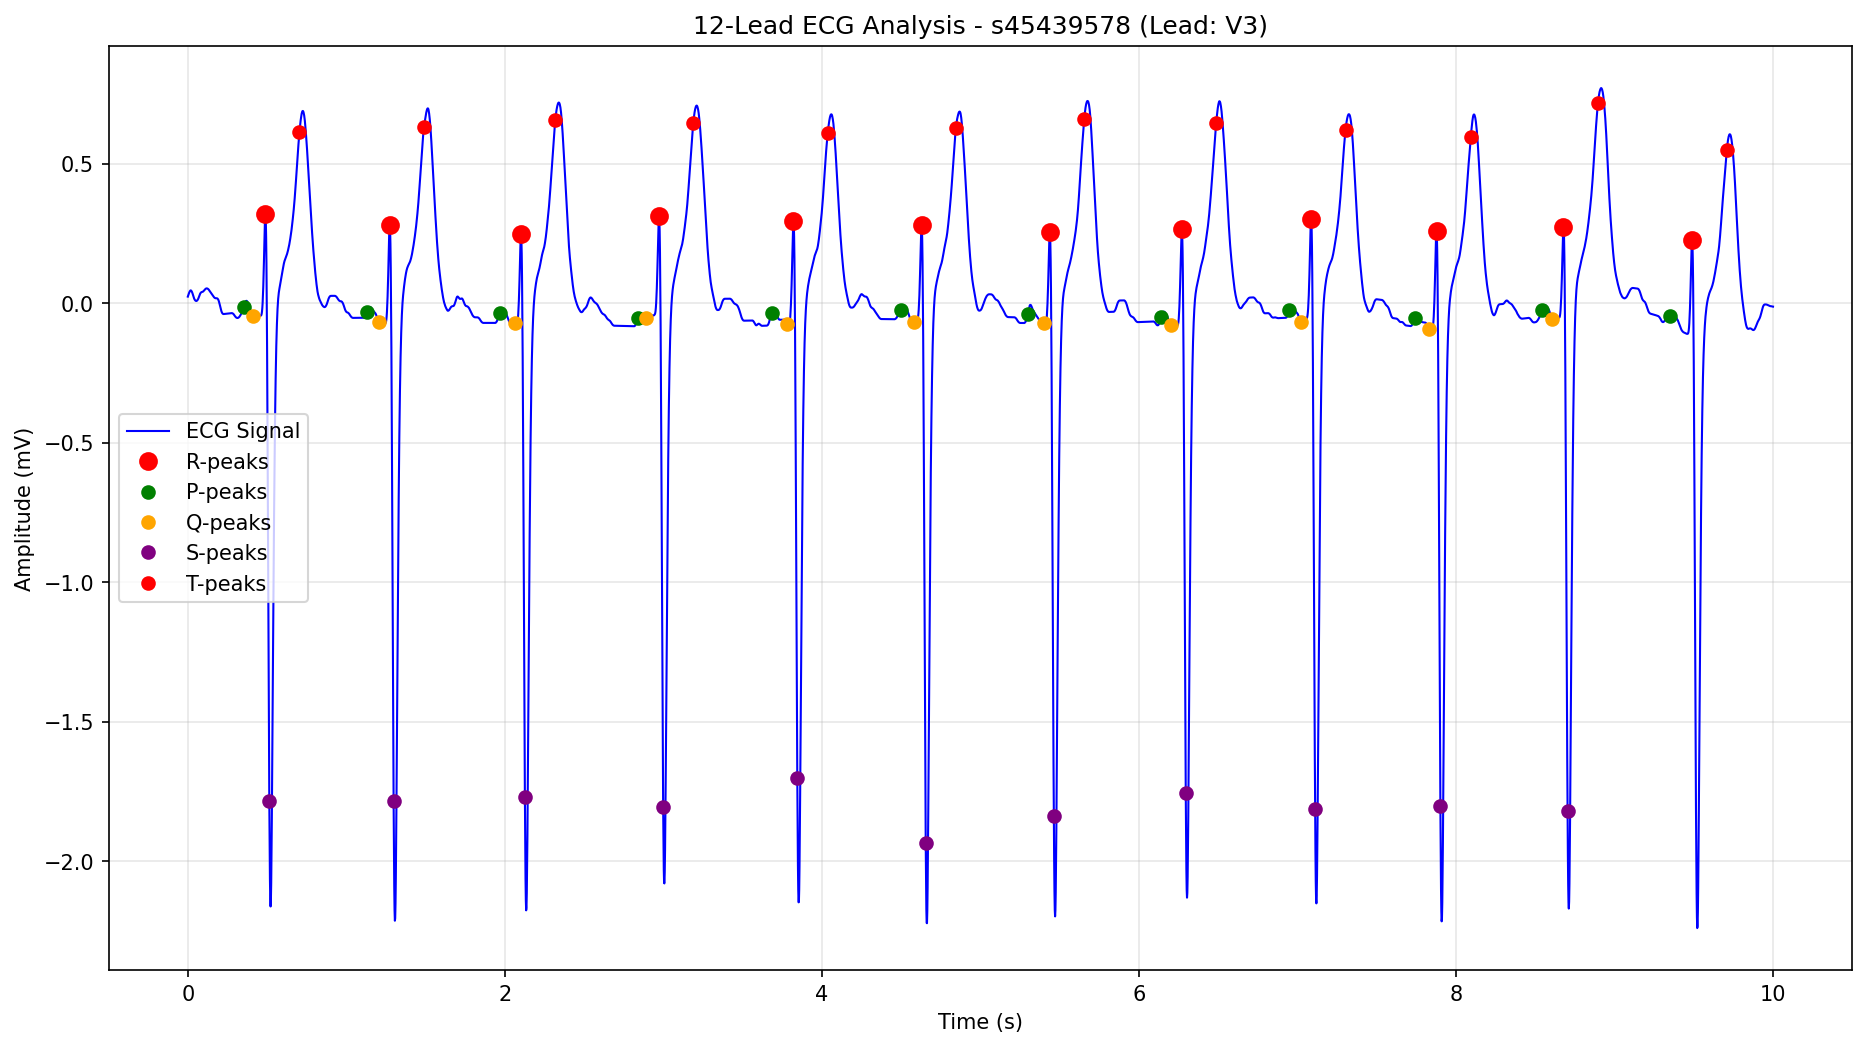 12-Lead ECG Analysis - s45439578 (Lead: V3)
Amplitude (mV)
0.5
0.0
−0.5
−1.0
−1.5
−2.0
ECG Signal
R-peaks
P-peaks
Q-peaks
S-peaks
T-peaks
0 2 4 6 8 10
Time (s)